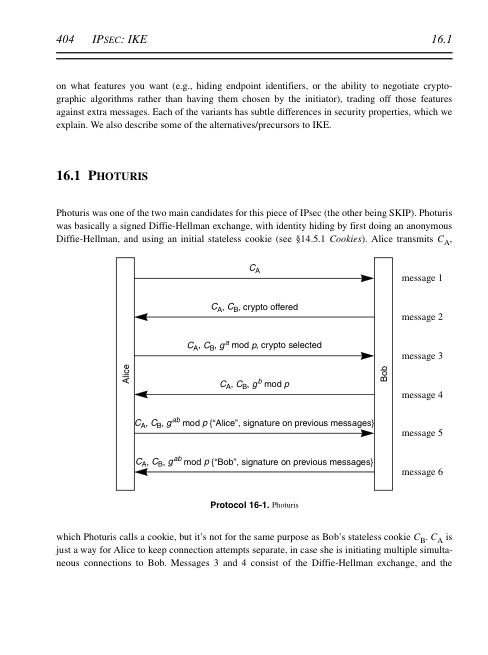 404 IPSEC: IKE 16.1
on what features you want (e.g., hiding endpoint identifiers, or the ability to negotiate crypto-
graphic algorithms rather than having them chosen by the initiator), trading off those features
against extra messages. Each of the variants has subtle differences in security properties, which we
explain. We also describe some of the alternatives/precursors to IKE.
16.1 PHOTURIS
Photuris was one of the two main candidates for this piece of IPsec (the other being SKIP). Photuris
was basically a signed Diffie-Hellman exchange, with identity hiding by first doing an anonymous
Diffie-Hellman, and using an initial stateless cookie (see §14.5.1 Cookies). Alice transmits C_A,
C_A message 1
C_A, C_B, crypto offered message 2
C_A, C_B, g^a mod p, crypto selected message 3
Alice Bob
C_A, C_B, g^b mod p message 4
C_A, C_B, g^ab mod p {“Alice”, signature on previous messages} message 5
C_A, C_B, g^ab mod p {“Bob”, signature on previous messages} message 6
Protocol 16-1. Photuris
which Photuris calls a cookie, but it’s not for the same purpose as Bob’s stateless cookie C_B. C_A is
just a way for Alice to keep connection attempts separate, in case she is initiating multiple simulta-
neous connections to Bob. Messages 3 and 4 consist of the Diffie-Hellman exchange, and the